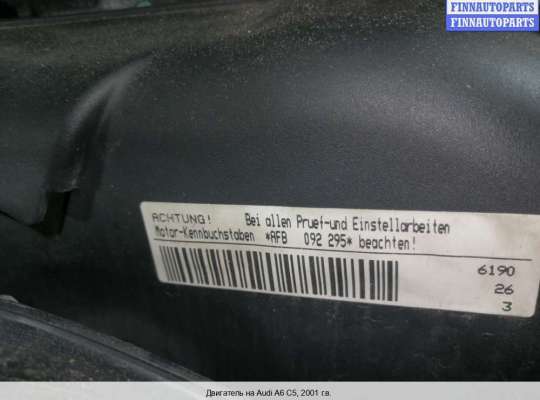 FINNAUTOPARTS
FINNAUTOPARTS
ACHTUNG! Bei allen Pruef-und Einstellarbeiten
Motor-Kennbuchstaben *AFB 092 295* beachten!
6190
26
3
Двигатель на Audi A6 C5, 2001 г.в.